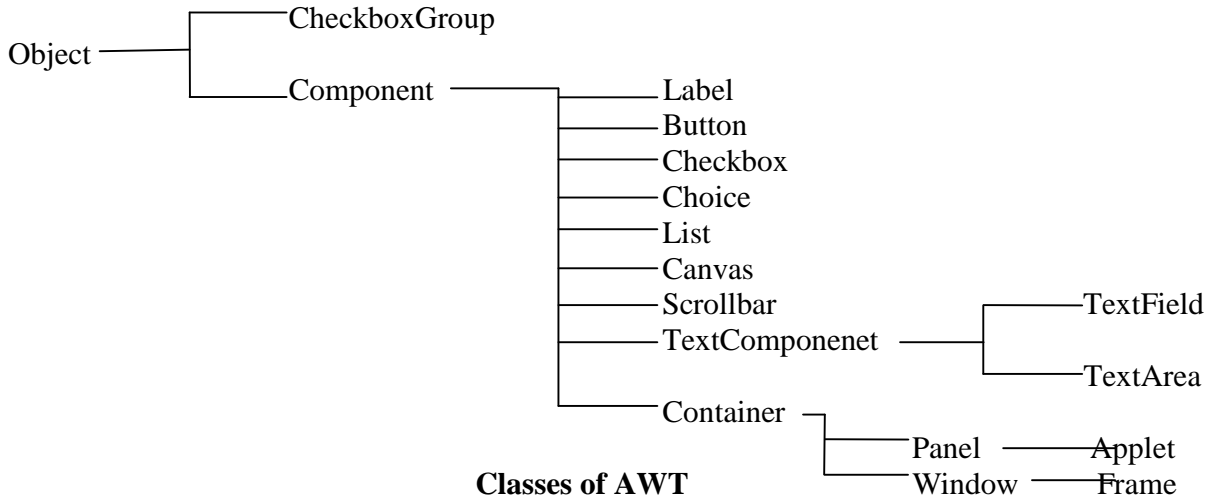 CheckboxGroup
Object
Component
Label
Button
Checkbox
Choice
List
Canvas
Scrollbar
TextField
TextComponenet
TextArea
Container
Panel
Applet
Classes of AWT
Window
Frame